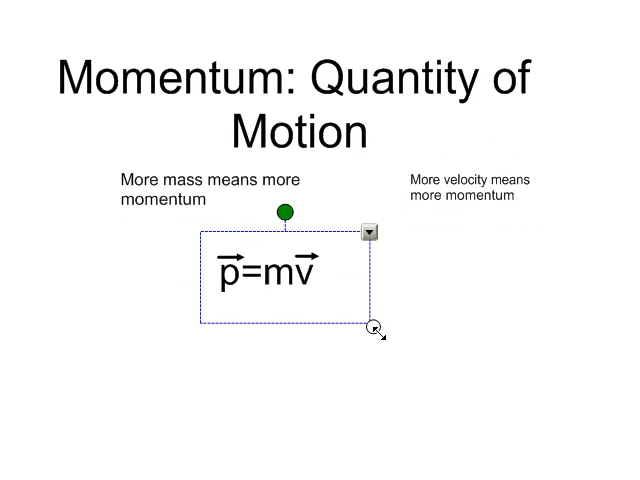 Momentum: Quantity of
Motion
More mass means more
momentum
More velocity means
more momentum
p⃗=mv⃗